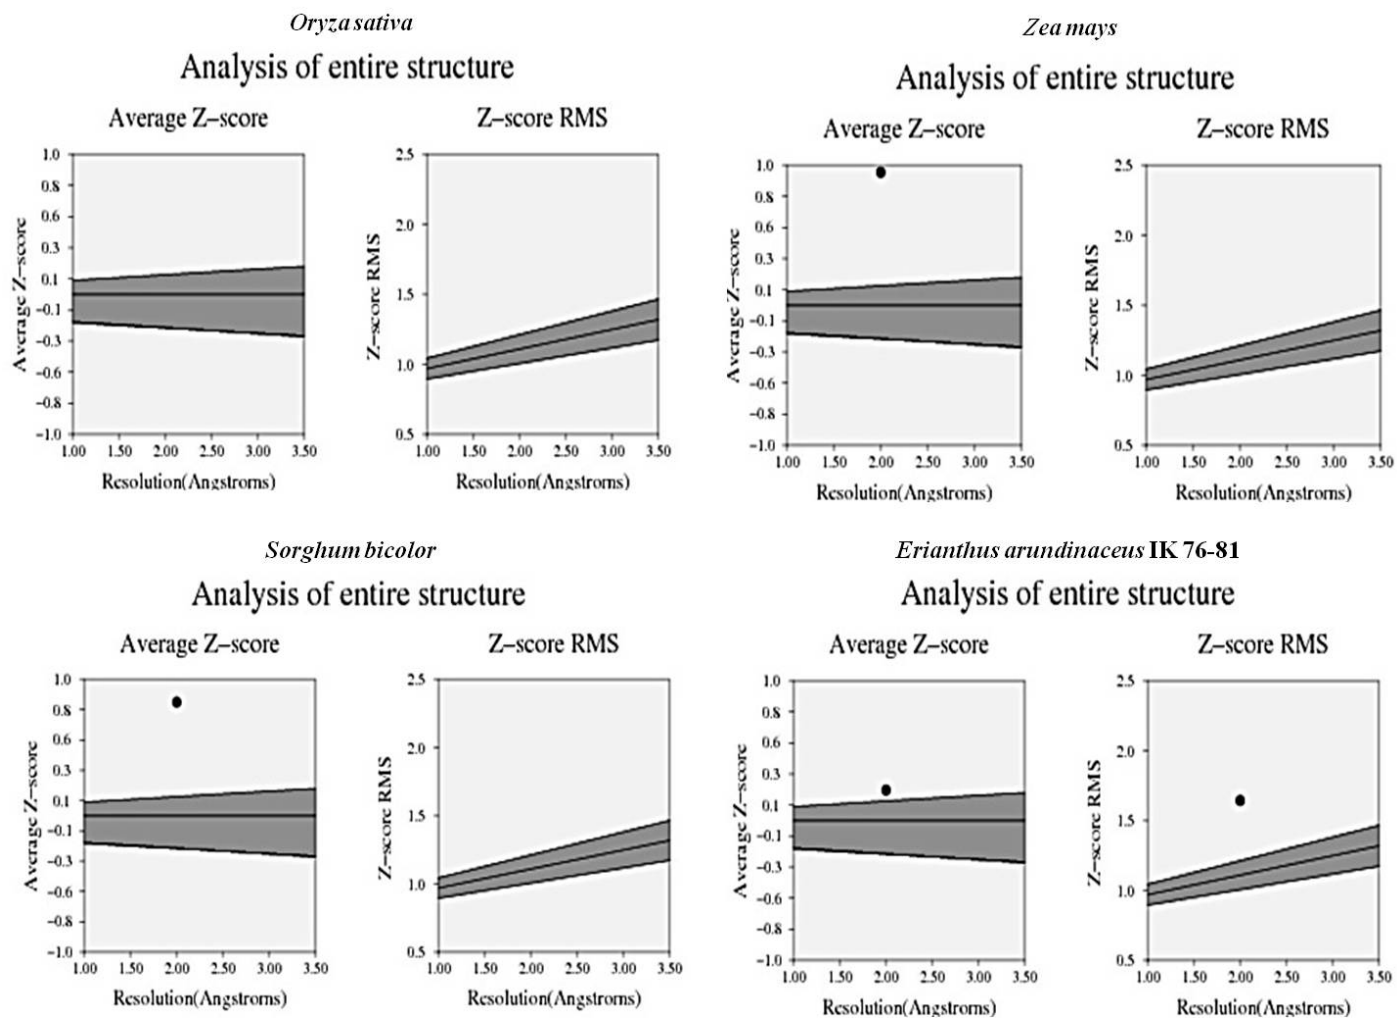 Oryza sativa
Analysis of entire structure
Average Z–score
Z–score RMS
Average Z–score
1.0
0.8
0.6
0.3
0.1
–0.1
–0.3
–0.6
–0.8
–1.0
1.00 1.50 2.00 2.50 3.00 3.50
Resolution(Angstroms)
Z–score RMS
2.5
2.0
1.5
1.0
0.5
1.00 1.50 2.00 2.50 3.00 3.50
Resolution(Angstroms)
Zea mays
Analysis of entire structure
Average Z–score
Z–score RMS
Average Z–score
1.0
0.8
0.6
0.3
0.1
–0.1
–0.3
–0.6
–0.8
–1.0
1.00 1.50 2.00 2.50 3.00 3.50
Resolution(Angstroms)
Z–score RMS
2.5
2.0
1.5
1.0
0.5
1.00 1.50 2.00 2.50 3.00 3.50
Resolution(Angstroms)
Sorghum bicolor
Analysis of entire structure
Average Z–score
Z–score RMS
Average Z–score
1.0
0.8
0.6
0.3
0.1
–0.1
–0.3
–0.6
–0.8
–1.0
1.00 1.50 2.00 2.50 3.00 3.50
Resolution(Angstroms)
Z–score RMS
2.5
2.0
1.5
1.0
0.5
1.00 1.50 2.00 2.50 3.00 3.50
Resolution(Angstroms)
Erianthus arundinaceus IK 76-81
Analysis of entire structure
Average Z–score
Z–score RMS
Average Z–score
1.0
0.8
0.6
0.3
0.1
–0.1
–0.3
–0.6
–0.8
–1.0
1.00 1.50 2.00 2.50 3.00 3.50
Resolution(Angstroms)
Z–score RMS
2.5
2.0
1.5
1.0
0.5
1.00 1.50 2.00 2.50 3.00 3.50
Resolution(Angstroms)